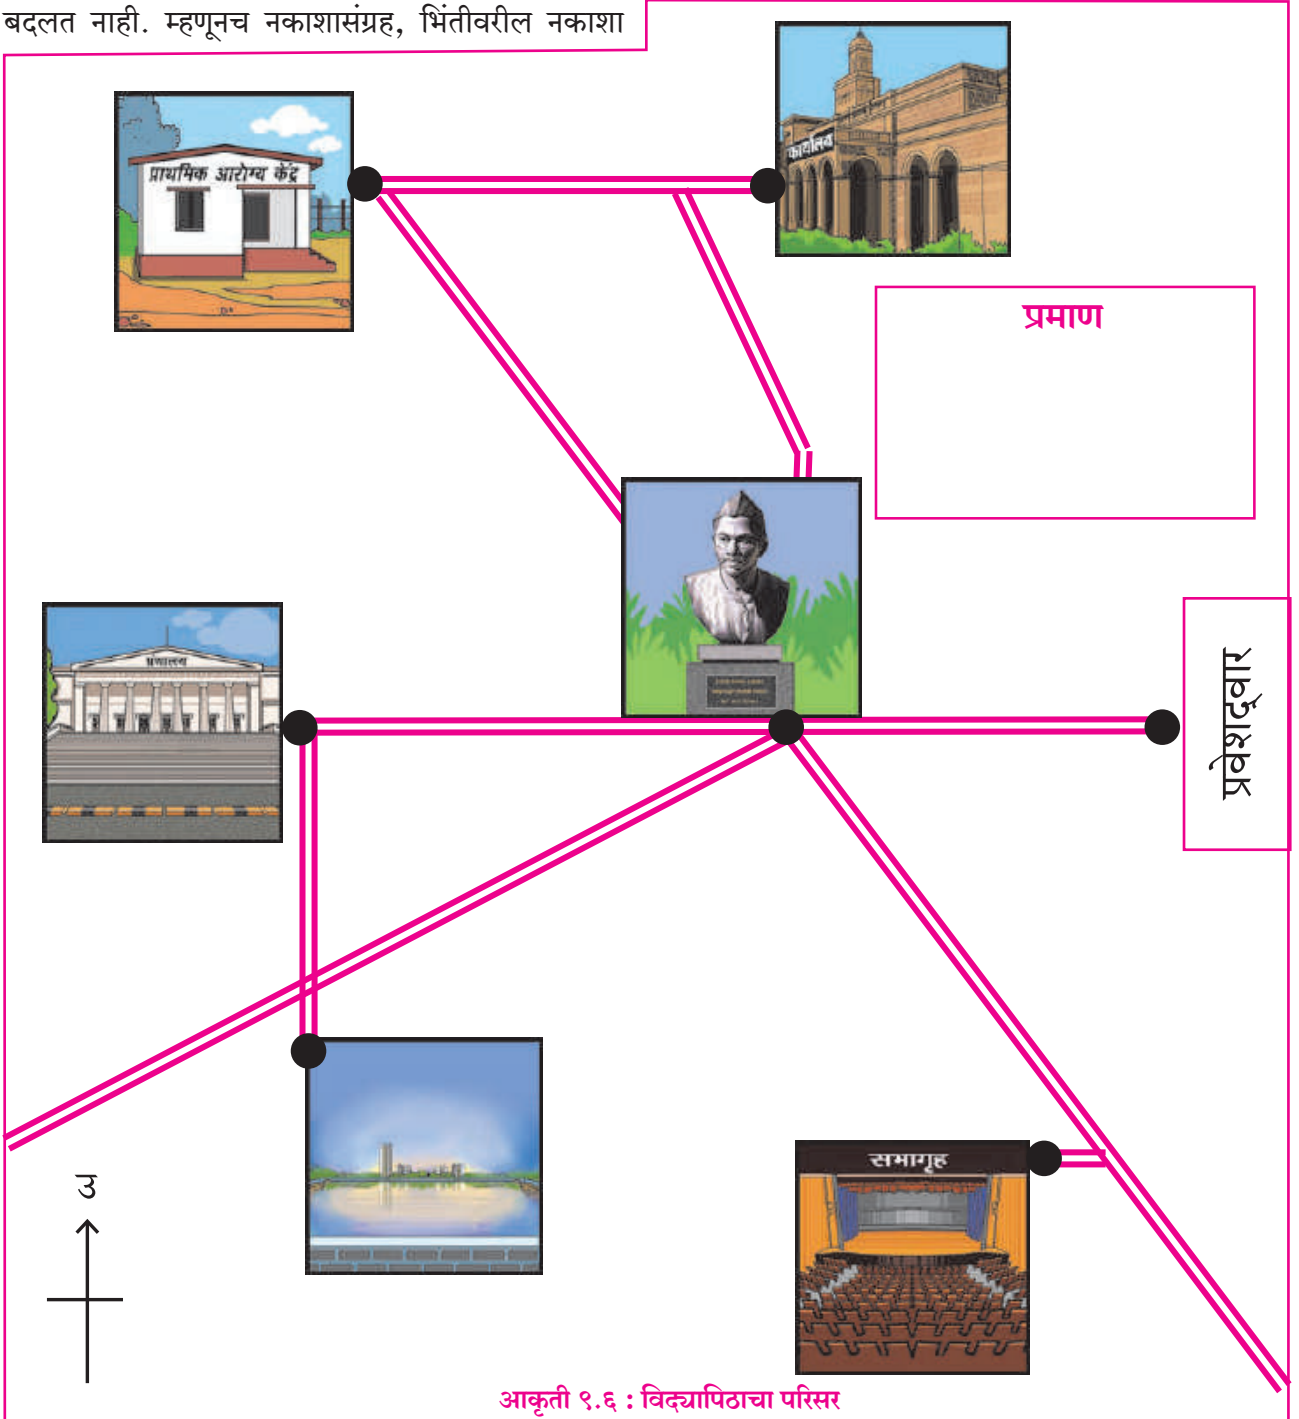 बदलत नाही. म्हणूनच नकाशासंग्रह, भिंतीवरील नकाशा
प्राथमिक आरोग्य केंद्र
कार्यालय
प्रमाण
ग्रंथालय
प्रवेशद्‌वार
उ
सभागृह
आकृती ९.६ : विद्यापिठाचा परिसर